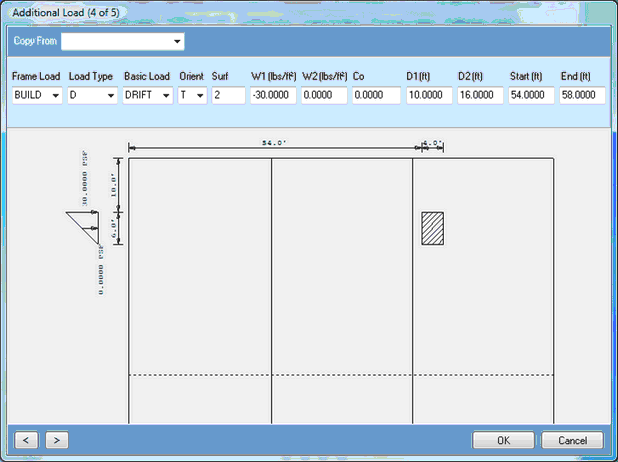 Additional Load (4 of 5)
Copy From
Frame Load Load Type Basic Load Orient Surf W1 (lbs/ft²) W2 (lbs/ft²) Co D1 (ft) D2 (ft) Start (ft) End (ft)
BUILD D DRIFT T 2 -30.0000 0.0000 0.0000 10.0000 16.0000 54.0000 58.0000
54.0' 4.0'
30.0000 PSF
10.0'
6.0'
0.0000 PSF
< > OK Cancel